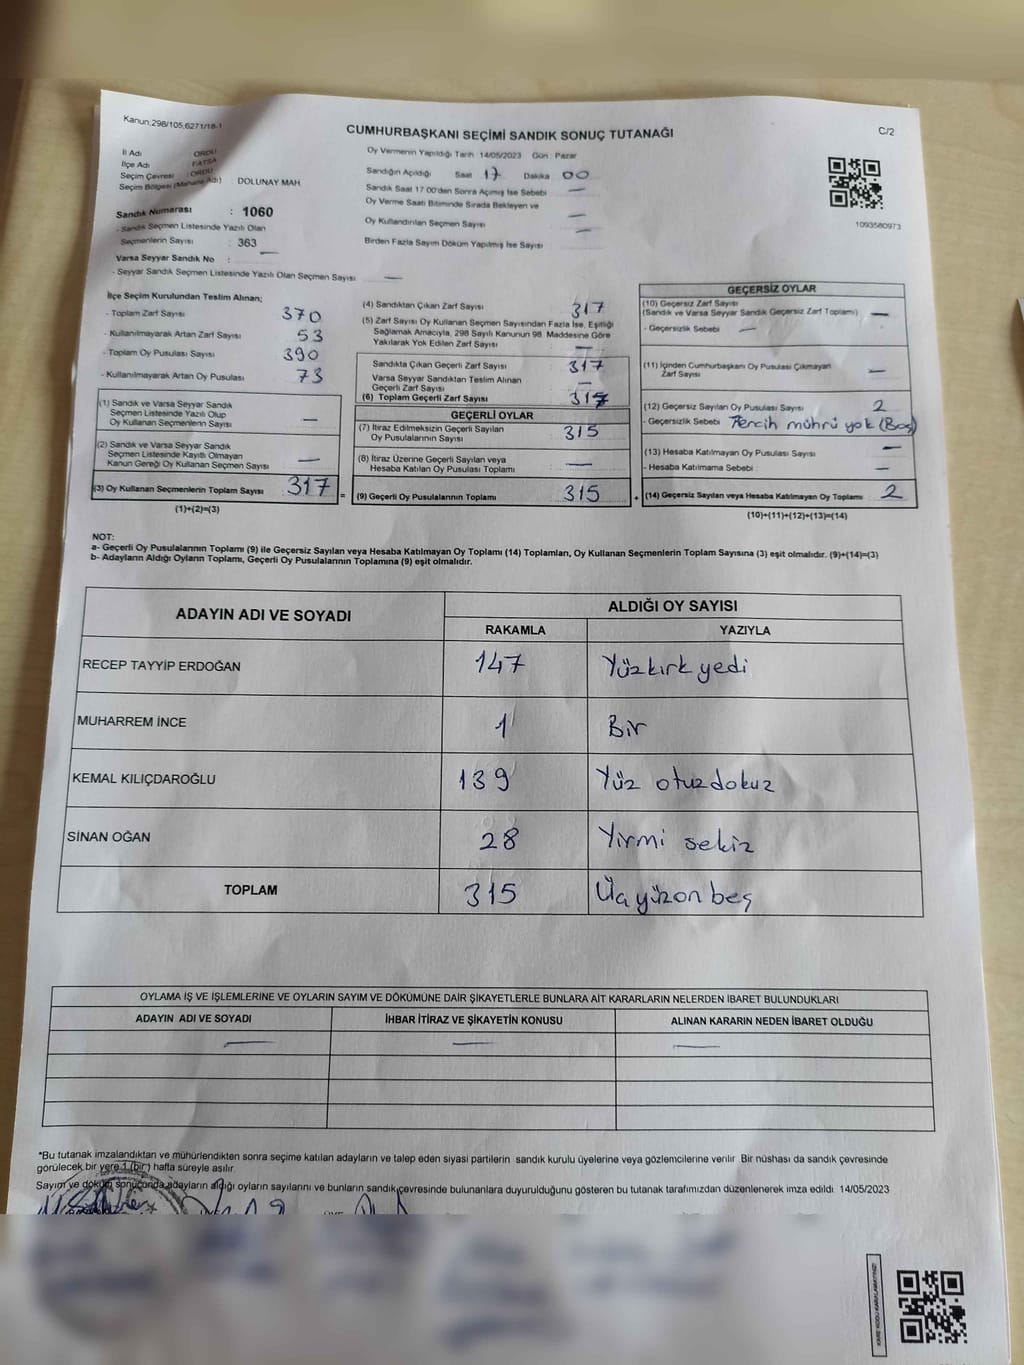 Kanun:298/105,6271/18-1
CUMHURBAŞKANI SEÇİMİ SANDIK SONUÇ TUTANAĞI
C/2
İl Adı : ORDU
İlçe Adı : FATSA
Seçim Çevresi : ORDU
Seçim Bölgesi (Mahalle Adı) DOLUNAY MAH
Sandık Numarası : 1060
- Sandık Seçmen Listesinde Yazılı Olan
Seçmenlerin Sayısı : 363
Varsa Seyyar Sandık No : —
- Seyyar Sandık Seçmen Listesinde Yazılı Olan Seçmen Sayısı —
Oy Vermenin Yapıldığı Tarih 14/05/2023 Gün Pazar
Sandığın Açıldığı Saat 17 Dakika 00
Sandık Saat 17 00'den Sonra Açılmış İse Sebebi —
Oy Verme Saati Bitiminde Sırada Bekleyen ve
Oy Kullandırılan Seçmen Sayısı —
Birden Fazla Sayım Döküm Yapılmış İse Sayısı —
1093580973
İlçe Seçim Kurulundan Teslim Alınan;
- Toplam Zarf Sayısı 370
- Kullanılmayarak Artan Zarf Sayısı 53
- Toplam Oy Pusulası Sayısı 390
- Kullanılmayarak Artan Oy Pusulası 73
(1) Sandık ve Varsa Seyyar Sandık
Seçmen Listesinde Yazılı Olup
Oy Kullanan Seçmenlerin Sayısı —
(2) Sandık ve Varsa Seyyar Sandık
Seçmen Listesinde Kayıtlı Olmayan
Kanun Gereği Oy Kullanan Seçmen Sayısı —
(3) Oy Kullanan Seçmenlerin Toplam Sayısı 317 =
(1)+(2)=(3)
(4) Sandıktan Çıkan Zarf Sayısı 317
(5) Zarf Sayısı Oy Kullanan Seçmen Sayısından Fazla İse, Eşitliği
Sağlamak Amacıyla, 298 Sayılı Kanunun 98. Maddesine Göre
Yakılarak Yok Edilen Zarf Sayısı —
Sandıkta Çıkan Geçerli Zarf Sayısı 317
Varsa Seyyar Sandıktan Teslim Alınan
Geçerli Zarf Sayısı —
(6) Toplam Geçerli Zarf Sayısı 317
GEÇERLİ OYLAR
(7) İtiraz Edilmeksizin Geçerli Sayılan
Oy Pusulalarının Sayısı 315
(8) İtiraz Üzerine Geçerli Sayılan veya
Hesaba Katılan Oy Pusulası Toplamı —
(9) Geçerli Oy Pusulalarının Toplamı 315 +
GEÇERSİZ OYLAR
(10) Geçersiz Zarf Sayısı
(Sandık ve Varsa Seyyar Sandık Geçersiz Zarf Toplamı) —
- Geçersizlik Sebebi —
(11) İçinden Cumhurbaşkanı Oy Pusulası Çıkmayan
Zarf Sayısı —
(12) Geçersiz Sayılan Oy Pusulası Sayısı 2
- Geçersizlik Sebebi Tercih mührü yok (Boş)
(13) Hesaba Katılmayan Oy Pusulası Sayısı —
- Hesaba Katılmama Sebebi —
(14) Geçersiz Sayılan veya Hesaba Katılmayan Oy Toplamı 2
(10)+(11)+(12)+(13)=(14)
NOT:
a- Geçerli Oy Pusulalarının Toplamı (9) ile Geçersiz Sayılan veya Hesaba Katılmayan Oy Toplamı (14) Toplamları, Oy Kullanan Seçmenlerin Toplam Sayısına (3) eşit olmalıdır. (9)+(14)=(3)
b- Adayların Aldığı Oyların Toplamı, Geçerli Oy Pusulalarının Toplamına (9) eşit olmalıdır.
ADAYIN ADI VE SOYADI ALDIĞI OY SAYISI
RAKAMLA YAZIYLA
RECEP TAYYİP ERDOĞAN 147 Yüzkırkyedi
MUHARREM İNCE 1 Bir
KEMAL KILIÇDAROĞLU 139 Yüz otuzdokuz
SİNAN OĞAN 28 Yirmi sekiz
TOPLAM 315 Üçyüzonbeş
OYLAMA İŞ VE İŞLEMLERİNE VE OYLARIN SAYIM VE DÖKÜMÜNE DAİR ŞİKAYETLERLE BUNLARA AİT KARARLARIN NELERDEN İBARET BULUNDUKLARI
ADAYIN ADI VE SOYADI İHBAR İTİRAZ VE ŞİKAYETİN KONUSU ALINAN KARARIN NEDEN İBARET OLDUĞU
— — —
*Bu tutanak imzalandıktan ve mühürlendikten sonra seçime katılan adayların ve talep eden siyasi partilerin sandık kurulu üyelerine veya gözlemcilerine verilir. Bir nüshası da sandık çevresinde
görülecek bir yere 1 (bir) hafta süreyle asılır.
Sayım ve döküm sonucunda adayların aldığı oyların sayılarını ve bunların sandık çevresinde bulunanlara duyurulduğunu gösteren bu tutanak tarafımızdan düzenlenerek imza edildi. 14/05/2023